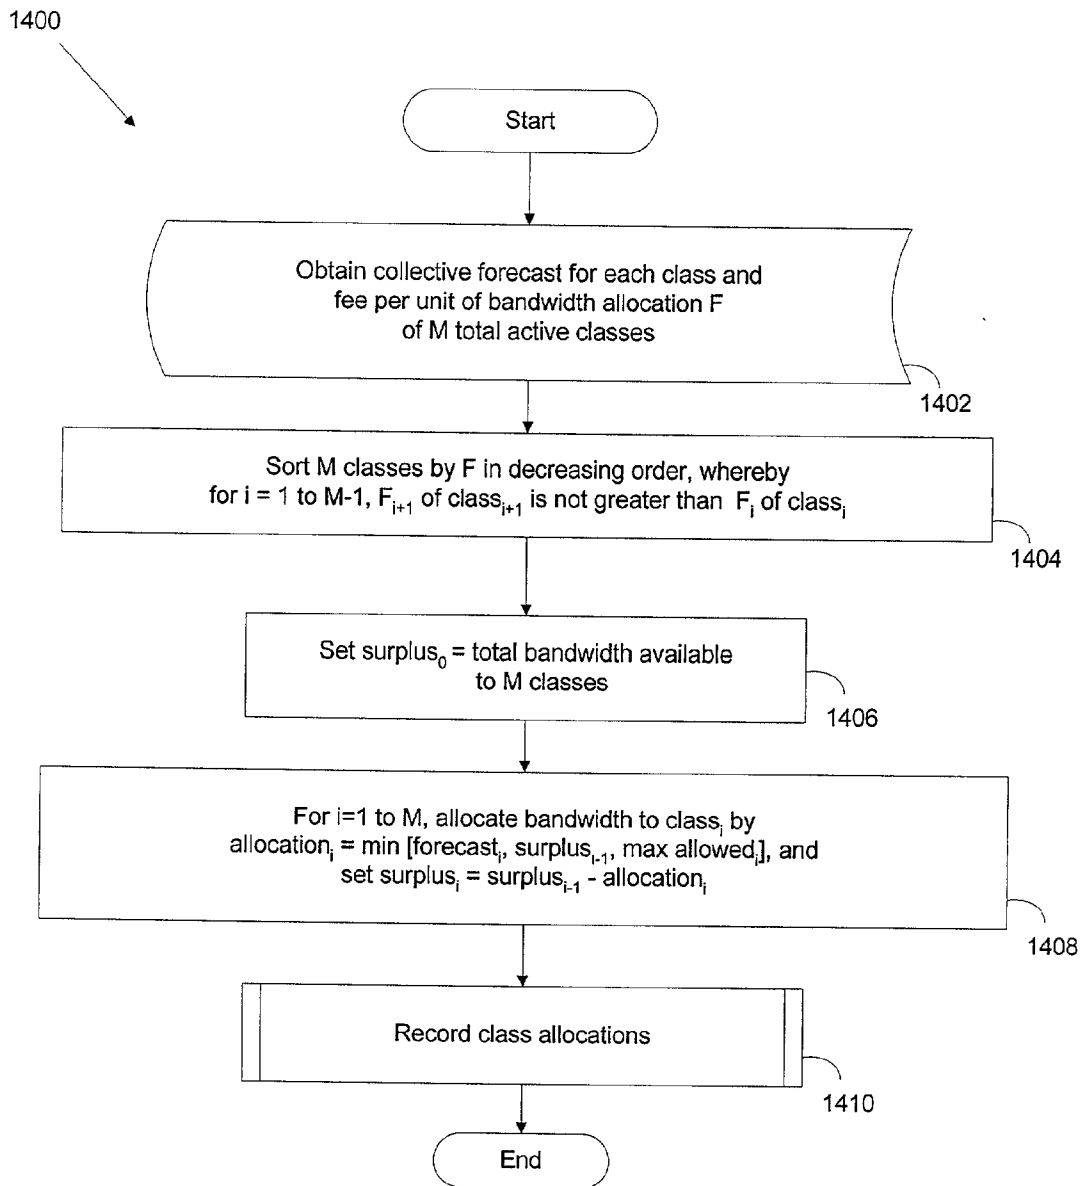 1400
Start
Obtain collective forecast for each class and
fee per unit of bandwidth allocation F
of M total active classes
1402
Sort M classes by F in decreasing order, whereby
for i = 1 to M-1, Fᵢ₊₁ of classᵢ₊₁ is not greater than Fᵢ of classᵢ
1404
Set surplus₀ = total bandwidth available
to M classes
1406
For i=1 to M, allocate bandwidth to classᵢ by
allocationᵢ = min [forecastᵢ, surplusᵢ₋₁, max allowedᵢ], and
set surplusᵢ = surplusᵢ₋₁ - allocationᵢ
1408
Record class allocations
1410
End